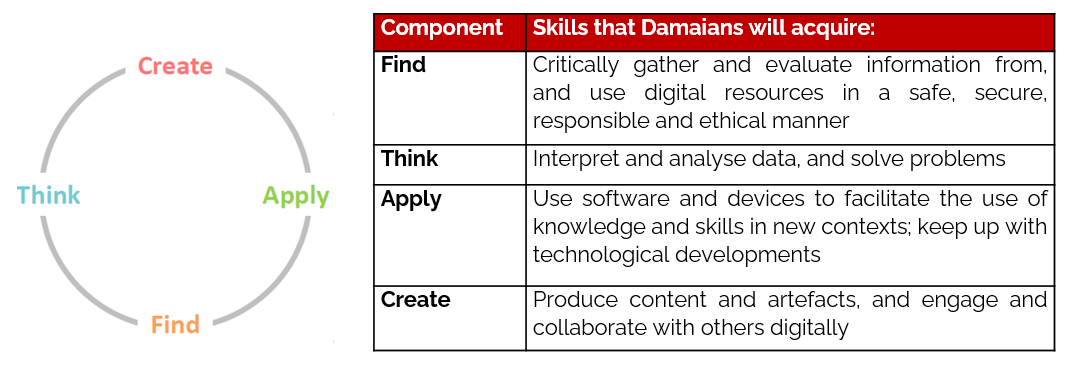 Create
Think
Apply
Find
Component Skills that Damaians will acquire:
Find Critically gather and evaluate information from,
and use digital resources in a safe, secure,
responsible and ethical manner
Think Interpret and analyse data, and solve problems
Apply Use software and devices to facilitate the use of
knowledge and skills in new contexts; keep up with
technological developments
Create Produce content and artefacts, and engage and
collaborate with others digitally